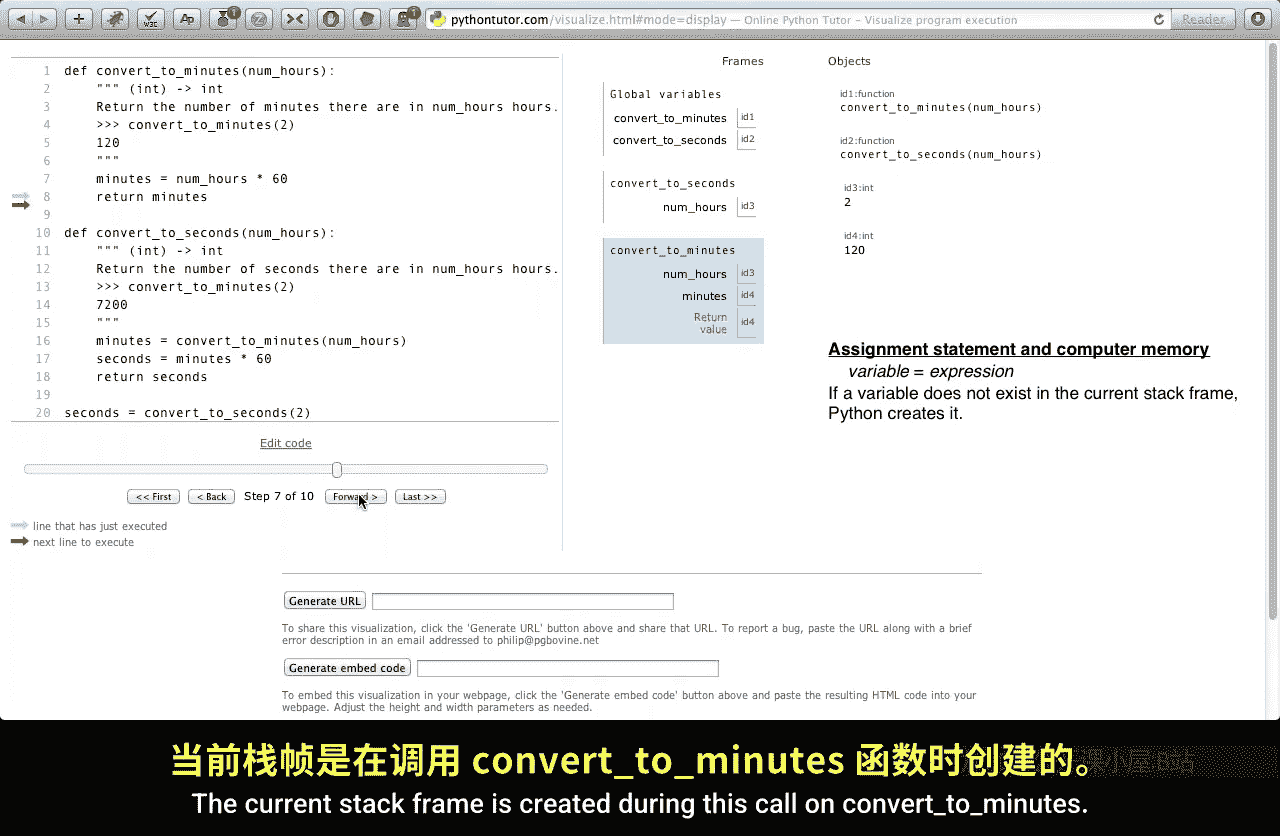 pythontutor.com/visualize.html#mode=display — Online Python Tutor – Visualize program execution
Reader
W3C
Ap
1
1
Frames
Objects
1 def convert_to_minutes(num_hours):
2 """ (int) -> int
3 Return the number of minutes there are in num_hours hours.
4 >>> convert_to_minutes(2)
5 120
6 """
7 minutes = num_hours * 60
8 return minutes
9
10 def convert_to_seconds(num_hours):
11 """ (int) -> int
12 Return the number of seconds there are in num_hours hours.
13 >>> convert_to_minutes(2)
14 7200
15 """
16 minutes = convert_to_minutes(num_hours)
17 seconds = minutes * 60
18 return seconds
19
20 seconds = convert_to_seconds(2)
Edit code
<< First
< Back
Step 7 of 10
Forward >
Last >>
line that has just executed
next line to execute
Global variables
convert_to_minutes id1
convert_to_seconds id2
convert_to_seconds
num_hours id3
convert_to_minutes
num_hours id3
minutes id4
Return
value id4
id1:function
convert_to_minutes(num_hours)
id2:function
convert_to_seconds(num_hours)
id3:int
2
id4:int
120
Assignment statement and computer memory
variable = expression
If a variable does not exist in the current stack frame,
Python creates it.
Generate URL
To share this visualization, click the 'Generate URL' button above and share that URL. To report a bug, paste the URL along with a brief
error description in an email addressed to philip@pgbovine.net
Generate embed code
To embed this visualization in your webpage, click the 'Generate embed code' button above and paste the resulting HTML code into your
webpage. Adjust the height and width parameters as needed.
当前栈帧是在调用 convert_to_minutes 函数时创建的。
The current stack frame is created during this call on convert_to_minutes.